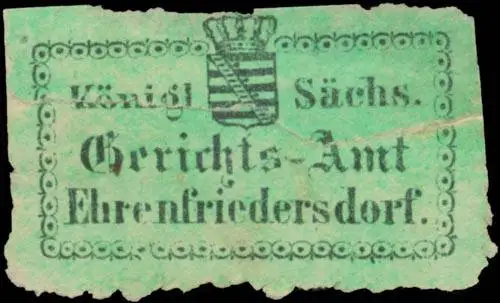 Königl Sächs.
Gerichts-Amt
Ehrenfriedersdorf.